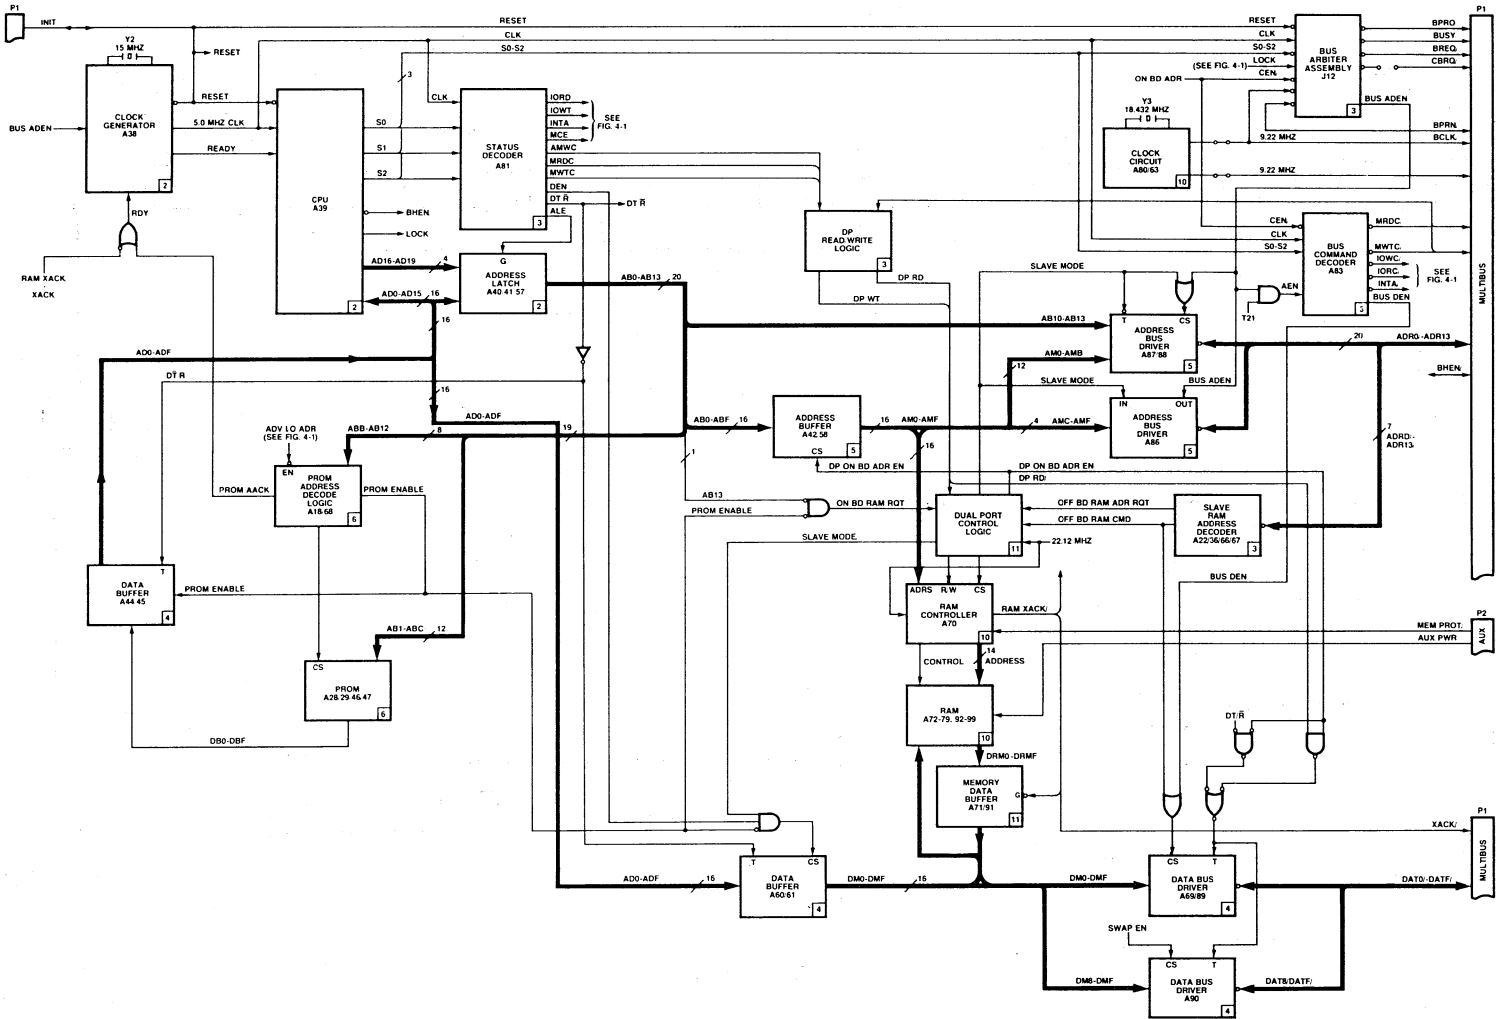 P1
INIT
RESET
CLK
S0-S2
RESET
Y2
15 MHZ
CLOCK
GENERATOR
A38
2
BUS ADEN
RESET
5.0 MHZ CLK
READY
RDY
RAM XACK
XACK
CPU
A39
2
3
S0
S1
S2
BHEN
LOCK
AD16-AD19
4
AD0-AD15
16
16
CLK
STATUS
DECODER
A81
3
IORD
IOWT
INTA
MCE
SEE
FIG. 4-1
AMWC
MRDC
MWTC
DEN
DT R̅
ALE
DT R̅
G
ADDRESS
LATCH
A40 41 57
2
AB0-AB13
20
DP
READ/WRITE
LOGIC
3
DP RD
DP WT
RESET
CLK
S0-S2
LOCK
(SEE FIG. 4-1)
CEN
ON BD ADR
BUS
ARBITER
ASSEMBLY
J12
3
BUS ADEN
Y3
18.432 MHZ
CLOCK
CIRCUIT
A80/63
10
9.22 MHZ
9.22 MHZ
P1
BPRO
BUSY
BREQ
CBRQ/
BPRN
BCLK
MULTIBUS
CEN
CLK
S0-S2
BUS
COMMAND
DECODER
A83
MRDC
MWTC
IOWC
IORC
INTA
SEE
FIG. 4-1
BUS DEN
AEN
T21
SLAVE MODE
AB10-AB13
T
CS
ADDRESS
BUS
DRIVER
A87/88
5
AM0-AMB
12
SLAVE MODE
BUS ADEN
IN
OUT
ADDRESS
BUS
DRIVER
A86
5
20
ADR0-ADR13
BHEN
7
ADRD/-
ADR13/
AD0-ADF
DT R
16
AD0-ADF
ADV LO ADR
(SEE FIG. 4-1)
ABB-AB12
8
19
EN
PROM
ADDRESS
DECODE
LOGIC
A18/68
6
PROM AACK
PROM ENABLE
AB0-ABF
16
ADDRESS
BUFFER
A42 58
CS
5
16
AM0-AMF
4
AMC-AMF
16
DP ON BD ADR EN
DP ON BD ADR EN
DP RD/
1
AB13
PROM ENABLE
ON BD RAM RQT
DUAL PORT
CONTROL
LOGIC
11
OFF BD RAM ADR RQT
OFF BD RAM CMD
SLAVE
RAM
ADDRESS
DECODER
A22/36/66/67
3
SLAVE MODE
22.12 MHZ
BUS DEN
T
DATA
BUFFER
A44 45
4
PROM ENABLE
AB1-ABC
12
CS
PROM
A28 29 46 47
6
DB0-DBF
ADRS R/W CS
RAM
CONTROLLER
A70
10
RAM XACK/
P2
AUX
MEM PROT/
AUX PWR
CONTROL
14
ADDRESS
RAM
A72-79, 92-99
10
DRM0-DRMF
MEMORY
DATA
BUFFER
A71/91
G
11
DT/R̅
P1
MULTIBUS
XACK/
AD0-ADF
16
T
CS
DATA
BUFFER
A60/61
4
DM0-DMF
16
DM0-DMF
CS
T
DATA BUS
DRIVER
A69/89
4
DAT0/-DATF/
SWAP EN
DM8-DMF
CS
T
DATA BUS
DRIVER
A90
4
DAT8/DATF/